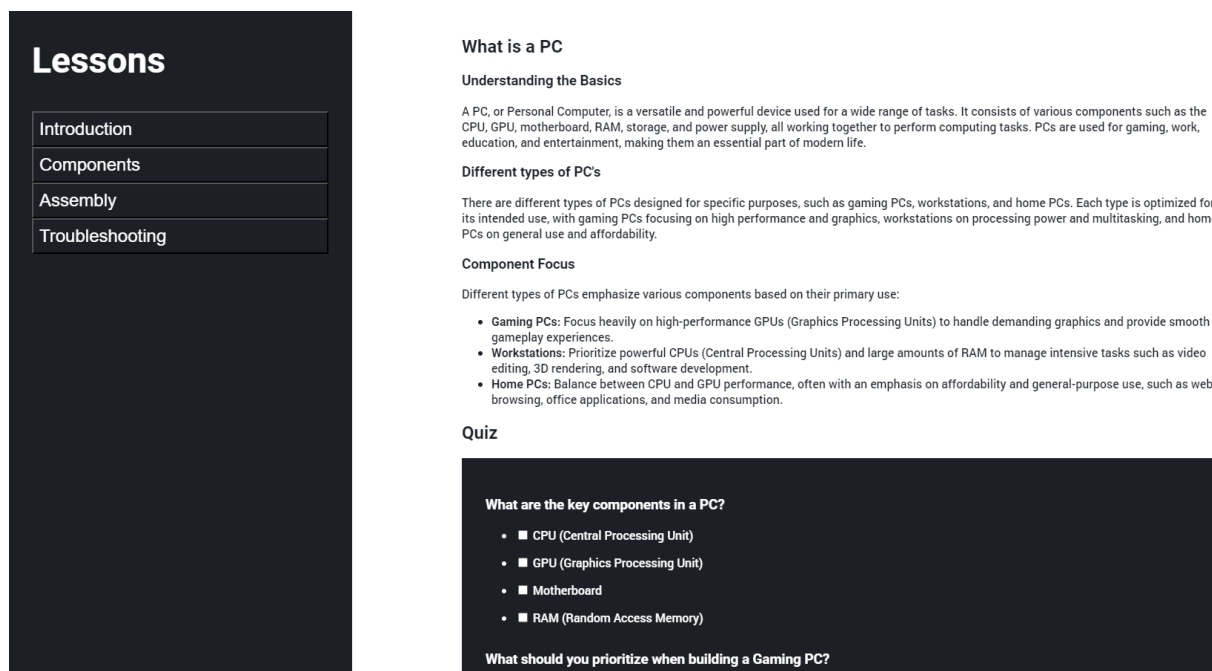 Lessons
Introduction
Components
Assembly
Troubleshooting
What is a PC
Understanding the Basics
A PC, or Personal Computer, is a versatile and powerful device used for a wide range of tasks. It consists of various components such as the
CPU, GPU, motherboard, RAM, storage, and power supply, all working together to perform computing tasks. PCs are used for gaming, work,
education, and entertainment, making them an essential part of modern life.
Different types of PC's
There are different types of PCs designed for specific purposes, such as gaming PCs, workstations, and home PCs. Each type is optimized for
its intended use, with gaming PCs focusing on high performance and graphics, workstations on processing power and multitasking, and home
PCs on general use and affordability.
Component Focus
Different types of PCs emphasize various components based on their primary use:
Gaming PCs: Focus heavily on high-performance GPUs (Graphics Processing Units) to handle demanding graphics and provide smooth
gameplay experiences.
Workstations: Prioritize powerful CPUs (Central Processing Units) and large amounts of RAM to manage intensive tasks such as video
editing, 3D rendering, and software development.
Home PCs: Balance between CPU and GPU performance, often with an emphasis on affordability and general-purpose use, such as web
browsing, office applications, and media consumption.
Quiz
What are the key components in a PC?
CPU (Central Processing Unit)
GPU (Graphics Processing Unit)
Motherboard
RAM (Random Access Memory)
What should you prioritize when building a Gaming PC?